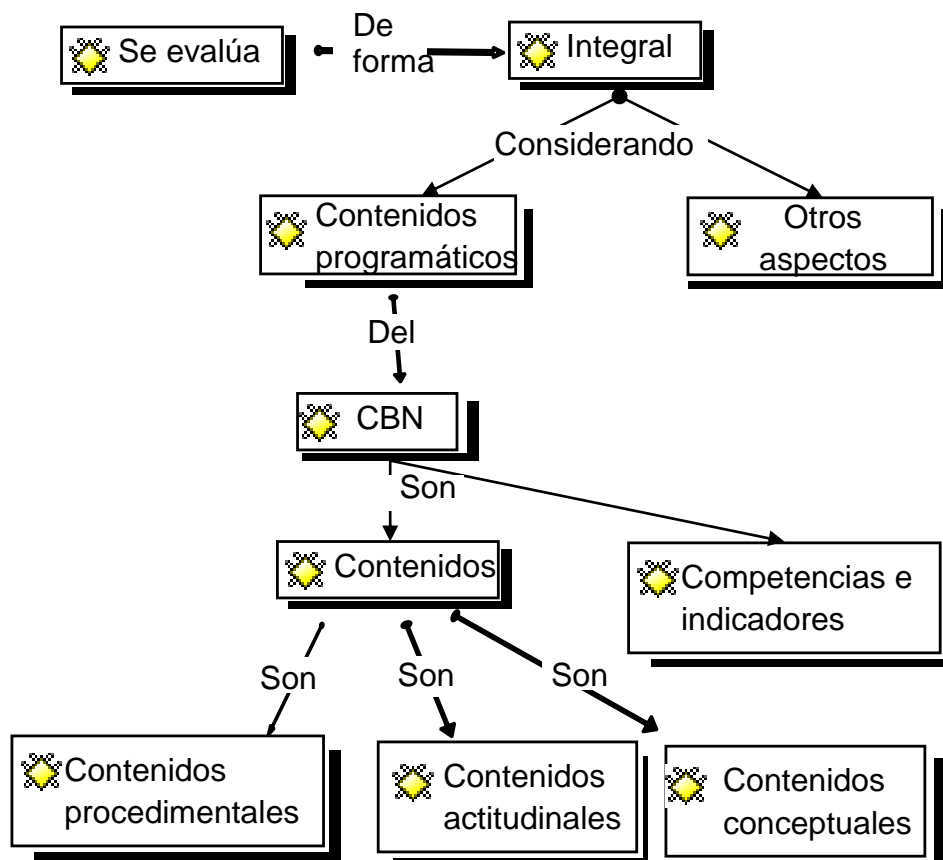 Se evalúa
De
forma
Integral
Considerando
Contenidos
programáticos
Otros
aspectos
Del
CBN
Son
Contenidos
Competencias e
indicadores
Son
Son
Son
Contenidos
procedimentales
Contenidos
actitudinales
Contenidos
conceptuales